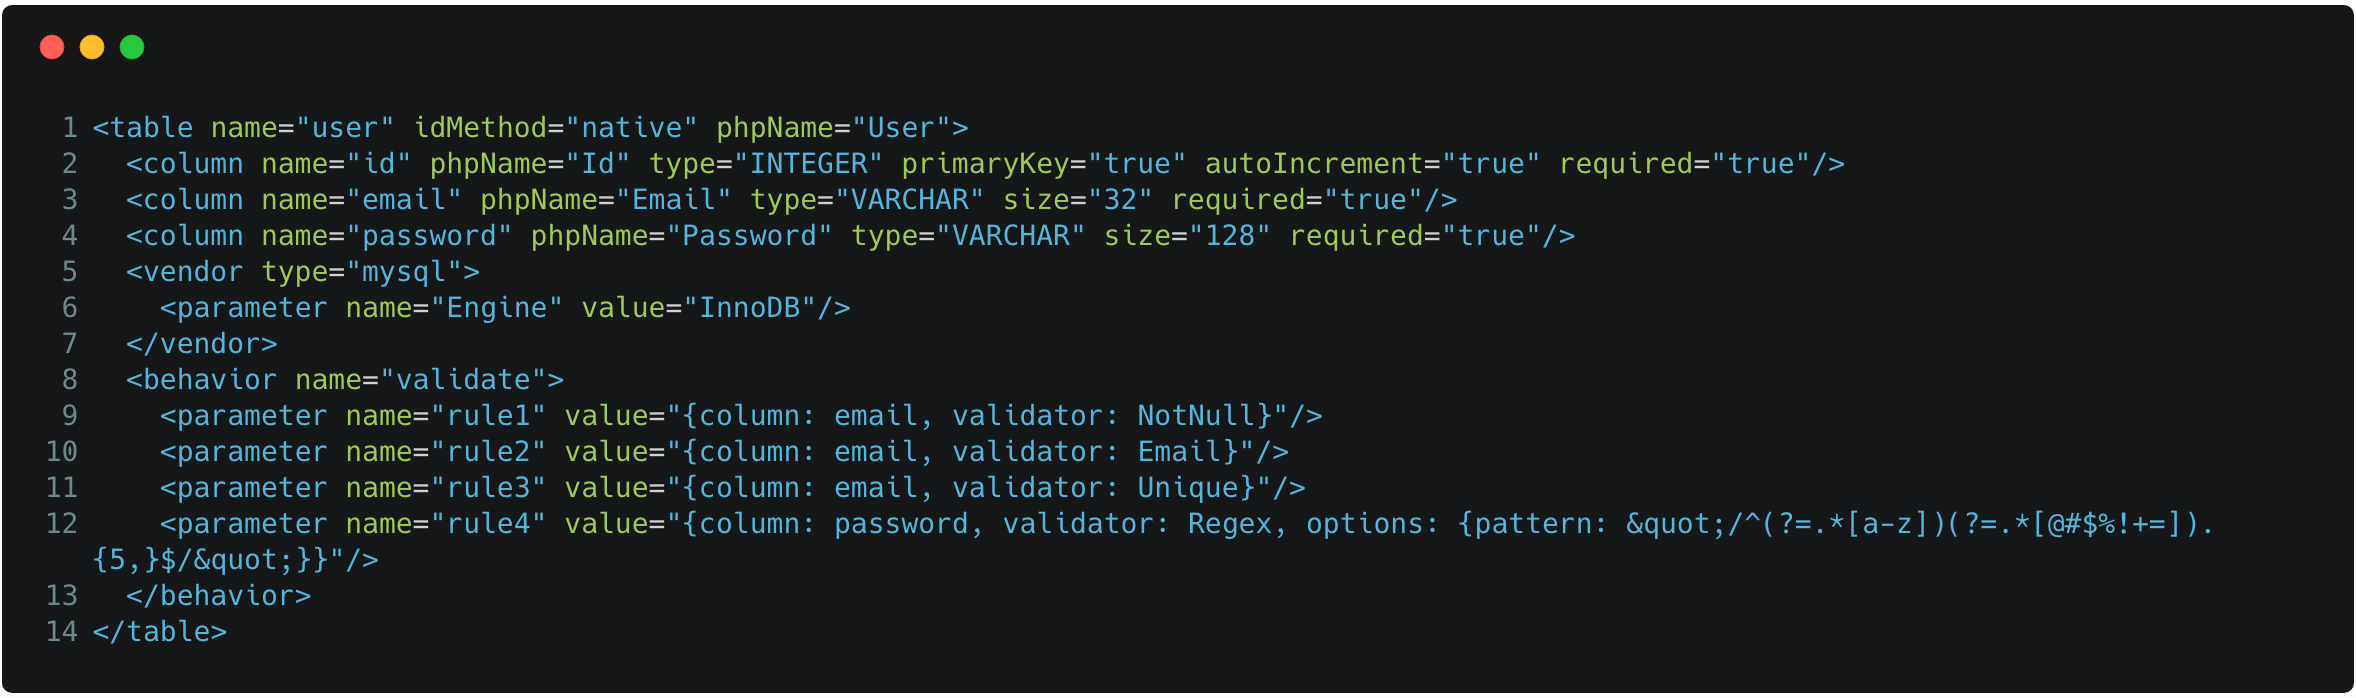 1 <table name="user" idMethod="native" phpName="User">
2   <column name="id" phpName="Id" type="INTEGER" primaryKey="true" autoIncrement="true" required="true"/>
3   <column name="email" phpName="Email" type="VARCHAR" size="32" required="true"/>
4   <column name="password" phpName="Password" type="VARCHAR" size="128" required="true"/>
5   <vendor type="mysql">
6     <parameter name="Engine" value="InnoDB"/>
7   </vendor>
8   <behavior name="validate">
9     <parameter name="rule1" value="{column: email, validator: NotNull}"/>
10     <parameter name="rule2" value="{column: email, validator: Email}"/>
11     <parameter name="rule3" value="{column: email, validator: Unique}"/>
12     <parameter name="rule4" value="{column: password, validator: Regex, options: {pattern: &quot;/^(?=.*[a-z])(?=.*[@#$%!+=]).
{5,}$/&quot;}}"/>
13   </behavior>
14 </table>